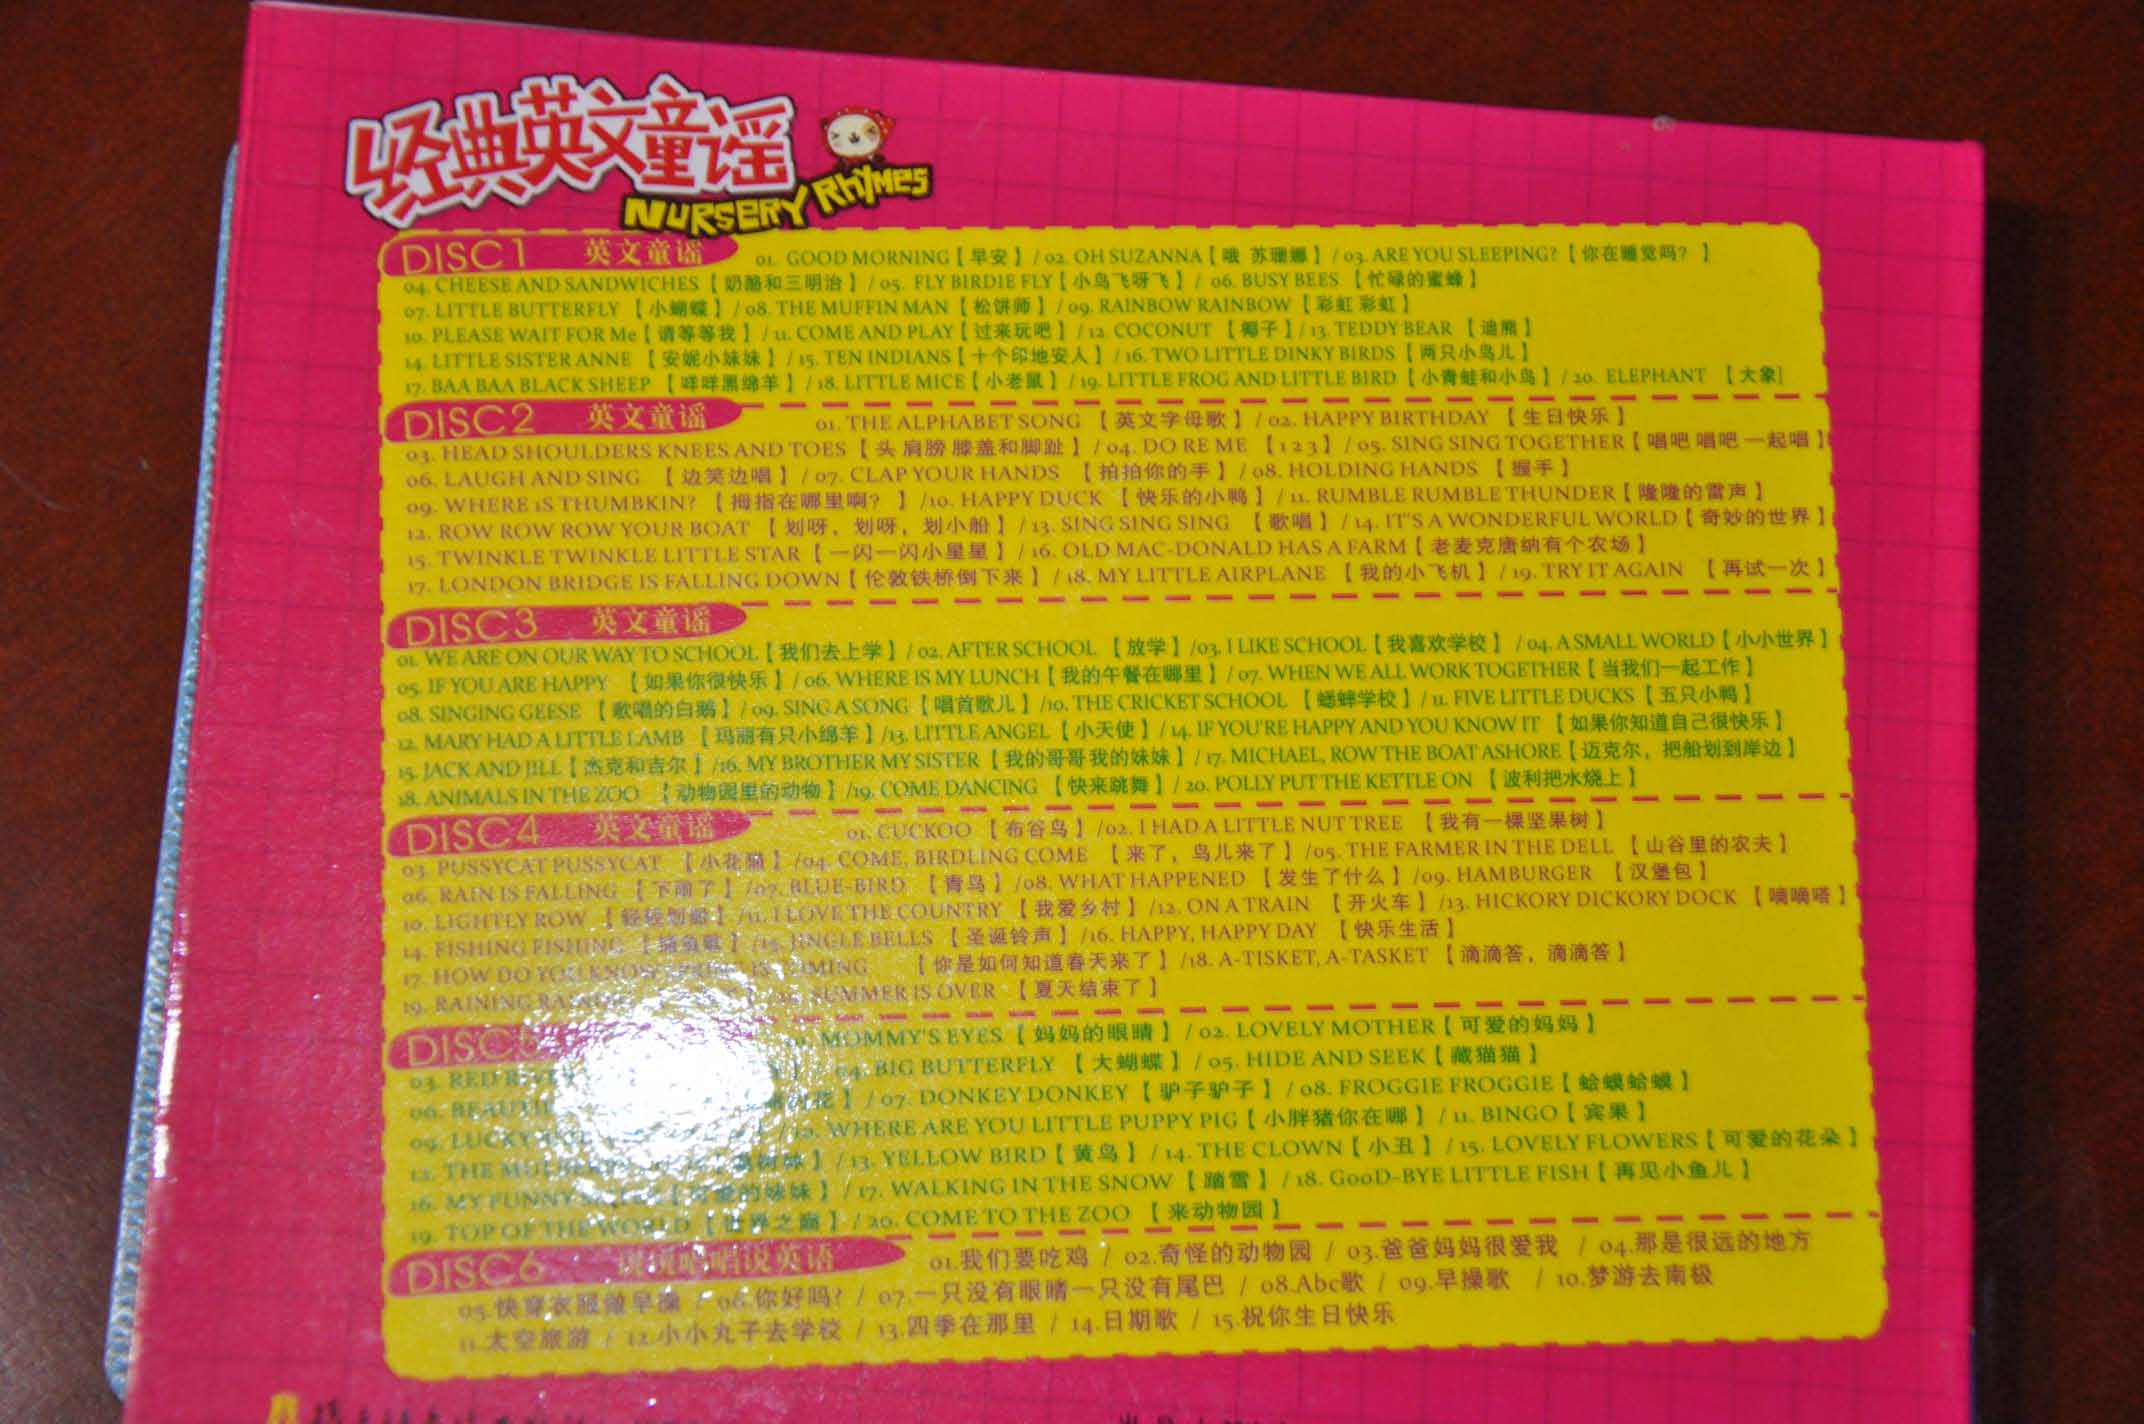 经典英文童谣
NURSERY RHYMES
DISC1 英文童谣 01. GOOD MORNING【早安】/02. OH SUZANNA【哦 苏珊娜】/03. ARE YOU SLEEPING?【你在睡觉吗？】
04. CHEESE AND SANDWICHES【奶酪和三明治】/05. FLY BIRDIE FLY【小鸟飞呀飞】/ 06. BUSY BEES【忙碌的蜜蜂】
07. LITTLE BUTTERFLY【小蝴蝶】/08. THE MUFFIN MAN【松饼师】/09. RAINBOW RAINBOW【彩虹 彩虹】
10. PLEASE WAIT FOR Me【请等等我】/11. COME AND PLAY【过来玩吧】/12. COCONUT【椰子】/13. TEDDY BEAR【迪熊】
14. LITTLE SISTER ANNE【安妮小妹妹】/15. TEN INDIANS【十个印地安人】/16. TWO LITTLE DINKY BIRDS【两只小鸟儿】
17. BAA BAA BLACK SHEEP【咩咩黑绵羊】/18. LITTLE MICE【小老鼠】/19. LITTLE FROG AND LITTLE BIRD【小青蛙和小鸟】/20. ELEPHANT【大象】
DISC2 英文童谣 01. THE ALPHABET SONG【英文字母歌】/02. HAPPY BIRTHDAY【生日快乐】
03. HEAD SHOULDERS KNEES AND TOES【头 肩膀 膝盖和脚趾】/04. DO RE ME【1 2 3】/05. SING SING TOGETHER【唱吧 唱吧 一起唱】
06. LAUGH AND SING【边笑边唱】/07. CLAP YOUR HANDS【拍拍你的手】/08. HOLDING HANDS【握手】
09. WHERE IS THUMBKIN?【拇指在哪里啊？】/10. HAPPY DUCK【快乐的小鸭】/11. RUMBLE RUMBLE THUNDER【隆隆的雷声】
12. ROW ROW ROW YOUR BOAT【划呀，划呀，划小船】/13. SING SING SING【歌唱】/14. IT'S A WONDERFUL WORLD【奇妙的世界】
15. TWINKLE TWINKLE LITTLE STAR【一闪一闪小星星】/16. OLD MAC-DONALD HAS A FARM【老麦克唐纳有个农场】
17. LONDON BRIDGE IS FALLING DOWN【伦敦铁桥倒下来】/18. MY LITTLE AIRPLANE【我的小飞机】/19. TRY IT AGAIN【再试一次】
DISC3 英文童谣
01. WE ARE ON OUR WAY TO SCHOOL【我们去上学】/02. AFTER SCHOOL【放学】/03. I LIKE SCHOOL【我喜欢学校】/04. A SMALL WORLD【小小世界】
05. IF YOU ARE HAPPY【如果你很快乐】/06. WHERE IS MY LUNCH【我的午餐在哪里】/07. WHEN WE ALL WORK TOGETHER【当我们一起工作】
08. SINGING GEESE【歌唱的白鹅】/09. SING A SONG【唱首歌儿】/10. THE CRICKET SCHOOL【蟋蟀学校】/11. FIVE LITTLE DUCKS【五只小鸭】
12. MARY HAD A LITTLE LAMB【玛丽有只小绵羊】/13. LITTLE ANGEL【小天使】/14. IF YOU'RE HAPPY AND YOU KNOW IT【如果你知道自己很快乐】
15. JACK AND JILL【杰克和吉尔】/16. MY BROTHER MY SISTER【我的哥哥我的妹妹】/17. MICHAEL, ROW THE BOAT ASHORE【迈克尔，把船划到岸边】
18. ANIMALS IN THE ZOO【动物园里的动物】/19. COME DANCING【快来跳舞】/20. POLLY PUT THE KETTLE ON【波利把水烧上】
DISC4 英文童谣 01. CUCKOO【布谷鸟】/02. I HAD A LITTLE NUT TREE【我有一棵坚果树】
03. PUSSYCAT PUSSYCAT【小花猫】/04. COME, BIRDLING COME【来了，鸟儿来了】/05. THE FARMER IN THE DELL【山谷里的农夫】
06. RAIN IS FALLING【下雨了】/07. BLUE-BIRD【青鸟】/08. WHAT HAPPENED【发生了什么】/09. HAMBURGER【汉堡包】
10. LIGHTLY ROW【轻轻划船】/11. I LOVE THE COUNTRY【我爱乡村】/12. ON A TRAIN【开火车】/13. HICKORY DICKORY DOCK【嘀嘀嗒】
14. FISHING FISHING /15. JINGLE BELLS【圣诞铃声】/16. HAPPY, HAPPY DAY【快乐生活】
17. HOW DO YOU KNOW SPRING IS COMING【你是如何知道春天来了】/18. A-TISKET, A-TASKET【滴滴答，滴滴答】
19. RAINING SUMMER IS OVER【夏天结束了】
DISC5 MOMMY'S EYES【妈妈的眼睛】/ 02. LOVELY MOTHER【可爱的妈妈】
03. RED 04. BIG BUTTERFLY【大蝴蝶】/ 05. HIDE AND SEEK【藏猫猫】
06. 花】/ 07. DONKEY DONKEY【驴子驴子】/ 08. FROGGIE FROGGIE【蛤蟆蛤蟆】
09. LUCKY / 10. WHERE ARE YOU LITTLE PUPPY PIG【小胖猪你在哪】/ 11. BINGO【宾果】
12. THE / 13. YELLOW BIRD【黄鸟】/ 14. THE CLOWN【小丑】/ 15. LOVELY FLOWERS【可爱的花朵】
16. MY FUNNY【可爱的妹妹】/ 17. WALKING IN THE SNOW【踏雪】/ 18. GooD-BYE LITTLE FISH【再见小鱼儿】
19. TOP OF THE WORLD【世界之巅】/ 20. COME TO THE ZOO【来动物园】
DISC6 说说唱唱说英语 01.我们要吃鸡 / 02.奇怪的动物园 / 03.爸爸妈妈很爱我 / 04.那是很远的地方
05.快穿衣服做早操 / 06.你好吗? / 07.一只没有眼睛一只没有尾巴 / 08.Abc歌 / 09.早操歌 / 10.梦游去南极
11.太空旅游 / 12.小小丸子去学校 / 13.四季在那里 / 14.日期歌 / 15.祝你生日快乐